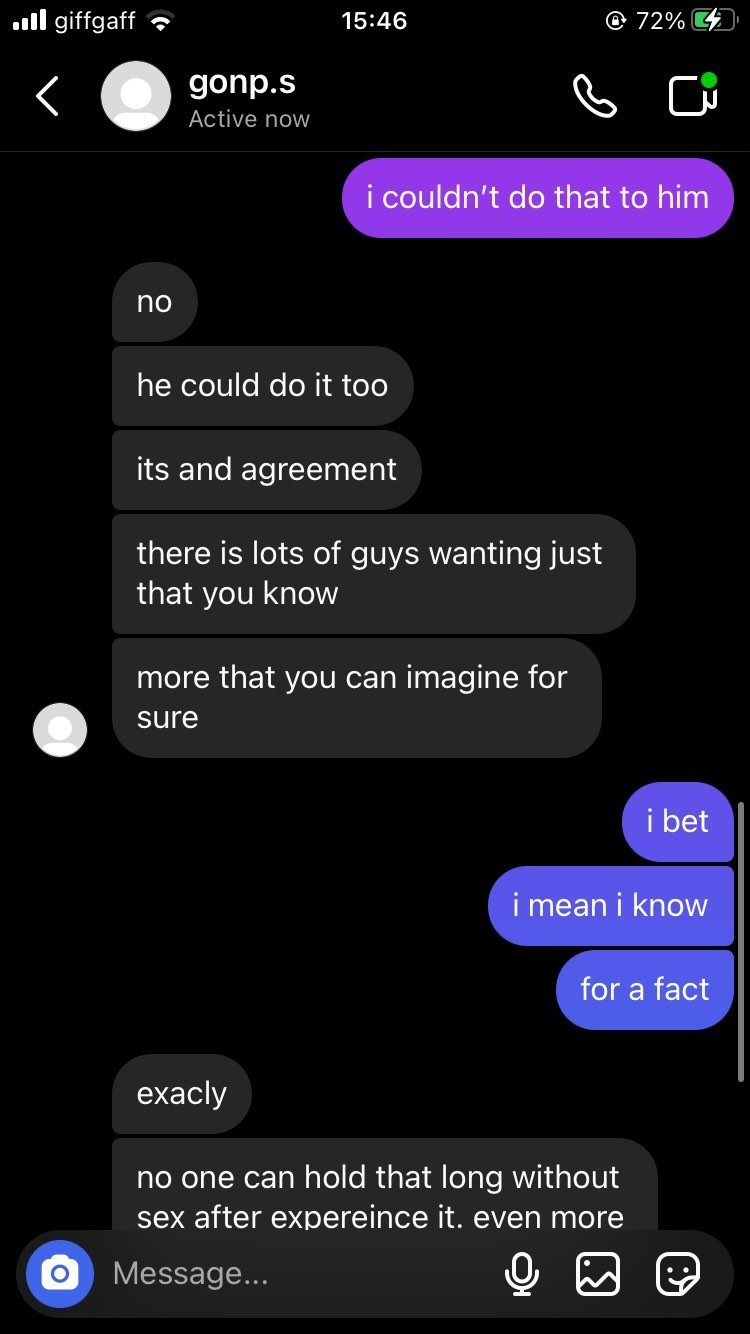 giffgaff 15:46 72%
gonp.s
Active now
i couldn’t do that to him
no
he could do it too
its and agreement
there is lots of guys wanting just
that you know
more that you can imagine for
sure
i bet
i mean i know
for a fact
exacly
no one can hold that long without
sex after expereince it. even more
Message...